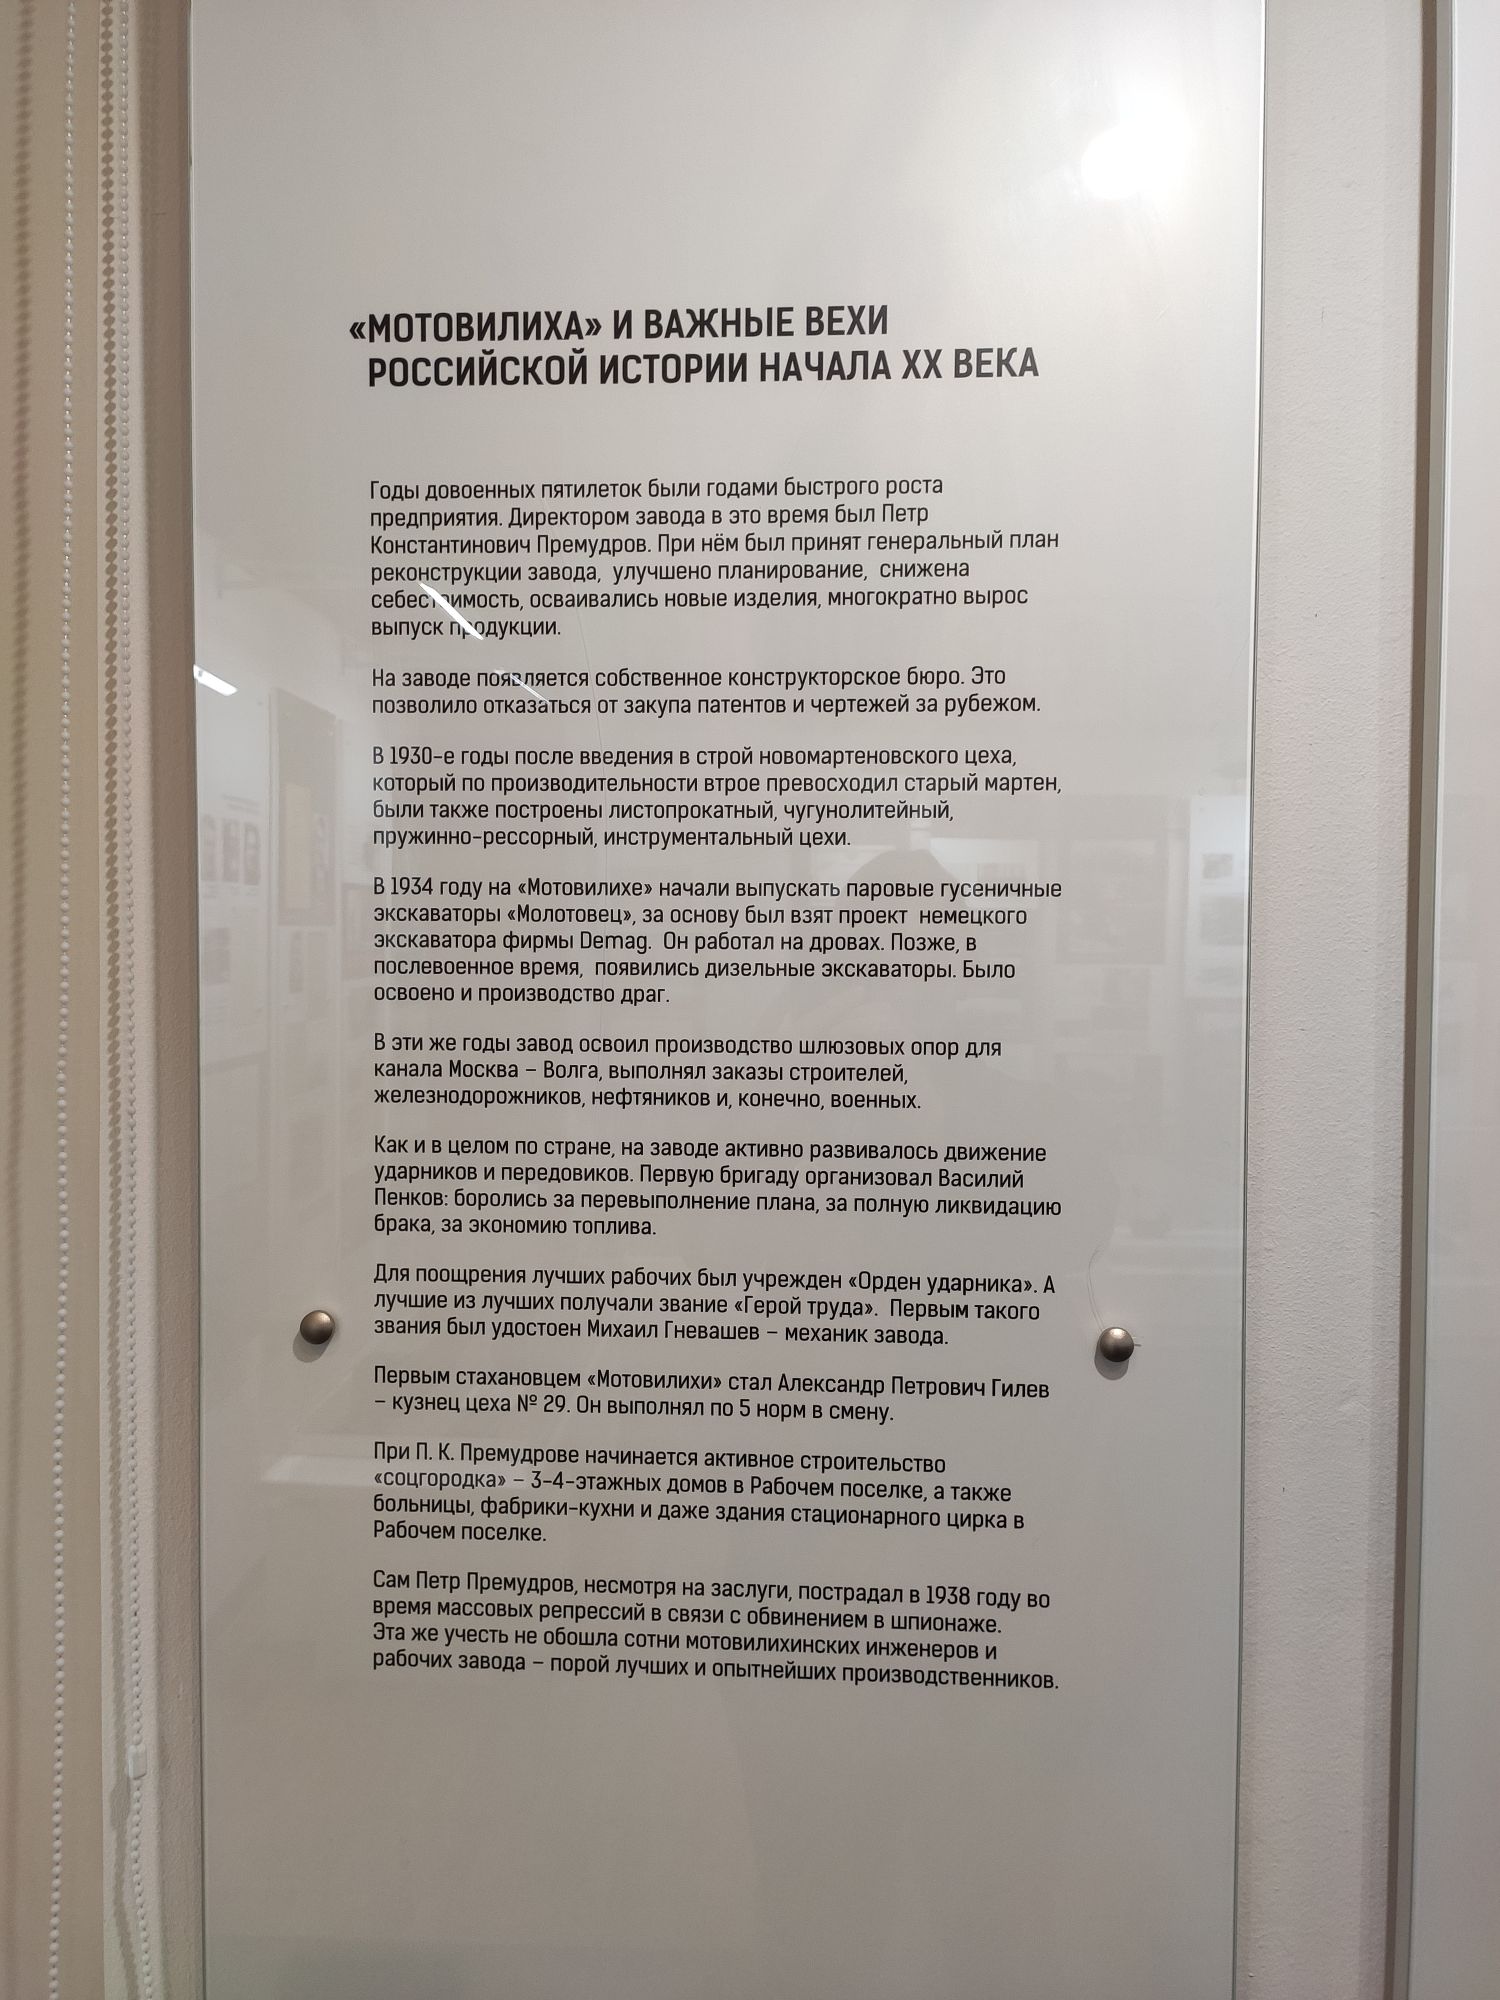 «МОТОВИЛИХА» И ВАЖНЫЕ ВЕХИ
РОССИЙСКОЙ ИСТОРИИ НАЧАЛА XX ВЕКА
Годы довоенных пятилеток были годами быстрого роста
предприятия. Директором завода в это время был Петр
Константинович Премудров. При нём был принят генеральный план
реконструкции завода, улучшено планирование, снижена
себестоимость, осваивались новые изделия, многократно вырос
выпуск продукции.
На заводе появляется собственное конструкторское бюро. Это
позволило отказаться от закупа патентов и чертежей за рубежом.
В 1930-е годы после введения в строй новомартеновского цеха,
который по производительности втрое превосходил старый мартен,
были также построены листопрокатный, чугунолитейный,
пружинно-рессорный, инструментальный цехи.
В 1934 году на «Мотовилихе» начали выпускать паровые гусеничные
экскаваторы «Молотовец», за основу был взят проект немецкого
экскаватора фирмы Demag. Он работал на дровах. Позже, в
послевоенное время, появились дизельные экскаваторы. Было
освоено и производство драг.
В эти же годы завод освоил производство шлюзовых опор для
канала Москва – Волга, выполнял заказы строителей,
железнодорожников, нефтяников и, конечно, военных.
Как и в целом по стране, на заводе активно развивалось движение
ударников и передовиков. Первую бригаду организовал Василий
Пенков: боролись за перевыполнение плана, за полную ликвидацию
брака, за экономию топлива.
Для поощрения лучших рабочих был учрежден «Орден ударника». А
лучшие из лучших получали звание «Герой труда». Первым такого
звания был удостоен Михаил Гневашев – механик завода.
Первым стахановцем «Мотовилихи» стал Александр Петрович Гилев
– кузнец цеха № 29. Он выполнял по 5 норм в смену.
При П. К. Премудрове начинается активное строительство
«соцгородка» – 3-4-этажных домов в Рабочем поселке, а также
больницы, фабрики-кухни и даже здания стационарного цирка в
Рабочем поселке.
Сам Петр Премудров, несмотря на заслуги, пострадал в 1938 году во
время массовых репрессий в связи с обвинением в шпионаже.
Эта же учесть не обошла сотни мотовилихинских инженеров и
рабочих завода – порой лучших и опытнейших производственников.